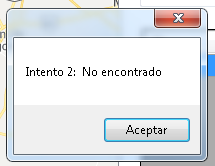 Intento 2:  No encontrado
Aceptar